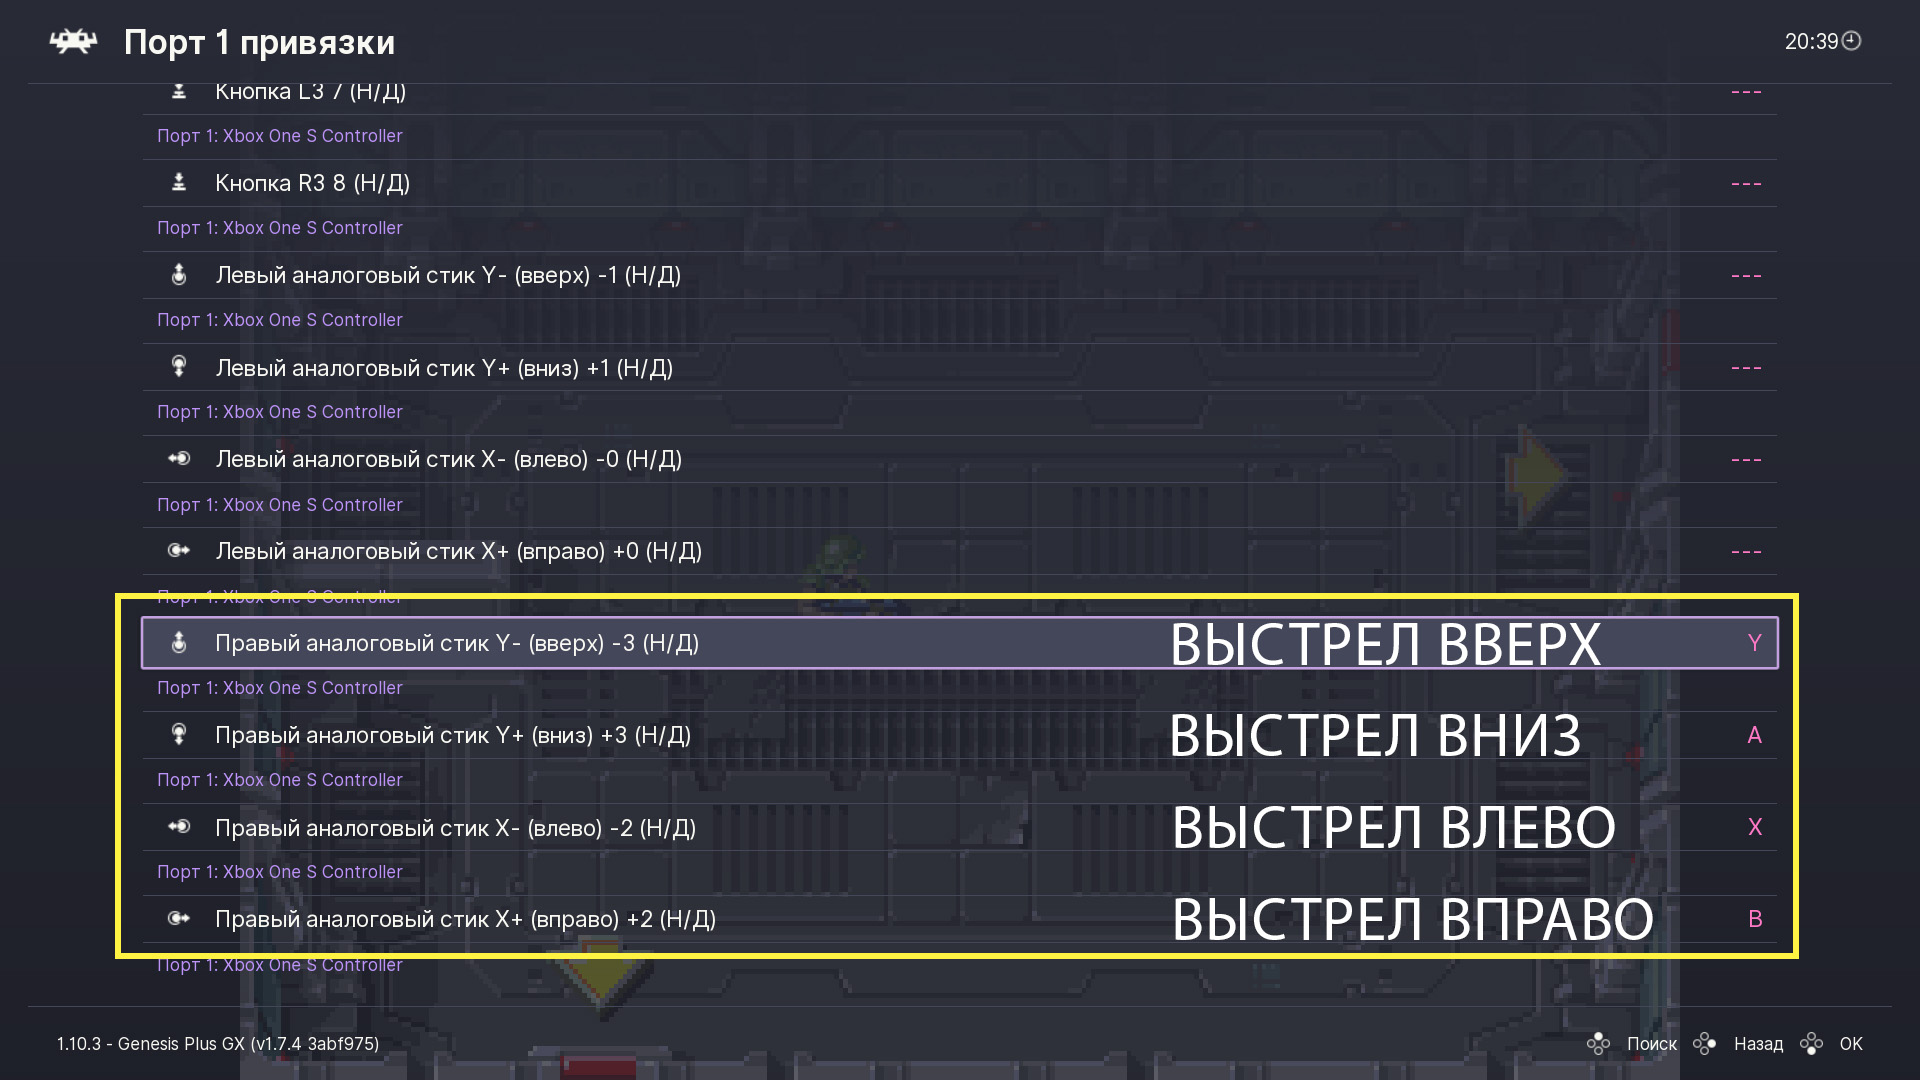 Порт 1 привязки
20:39
Кнопка L3 7 (Н/Д) ---
Порт 1: Xbox One S Controller
Кнопка R3 8 (Н/Д) ---
Порт 1: Xbox One S Controller
Левый аналоговый стик Y- (вверх) -1 (Н/Д) ---
Порт 1: Xbox One S Controller
Левый аналоговый стик Y+ (вниз) +1 (Н/Д) ---
Порт 1: Xbox One S Controller
Левый аналоговый стик X- (влево) -0 (Н/Д) ---
Порт 1: Xbox One S Controller
Левый аналоговый стик X+ (вправо) +0 (Н/Д) ---
Порт 1: Xbox One S Controller
Правый аналоговый стик Y- (вверх) -3 (Н/Д) ВЫСТРЕЛ ВВЕРХ Y
Порт 1: Xbox One S Controller
Правый аналоговый стик Y+ (вниз) +3 (Н/Д) ВЫСТРЕЛ ВНИЗ A
Порт 1: Xbox One S Controller
Правый аналоговый стик X- (влево) -2 (Н/Д) ВЫСТРЕЛ ВЛЕВО X
Порт 1: Xbox One S Controller
Правый аналоговый стик X+ (вправо) +2 (Н/Д) ВЫСТРЕЛ ВПРАВО B
Порт 1: Xbox One S Controller
1.10.3 - Genesis Plus GX (v1.7.4 3abf975)
Поиск Назад OK